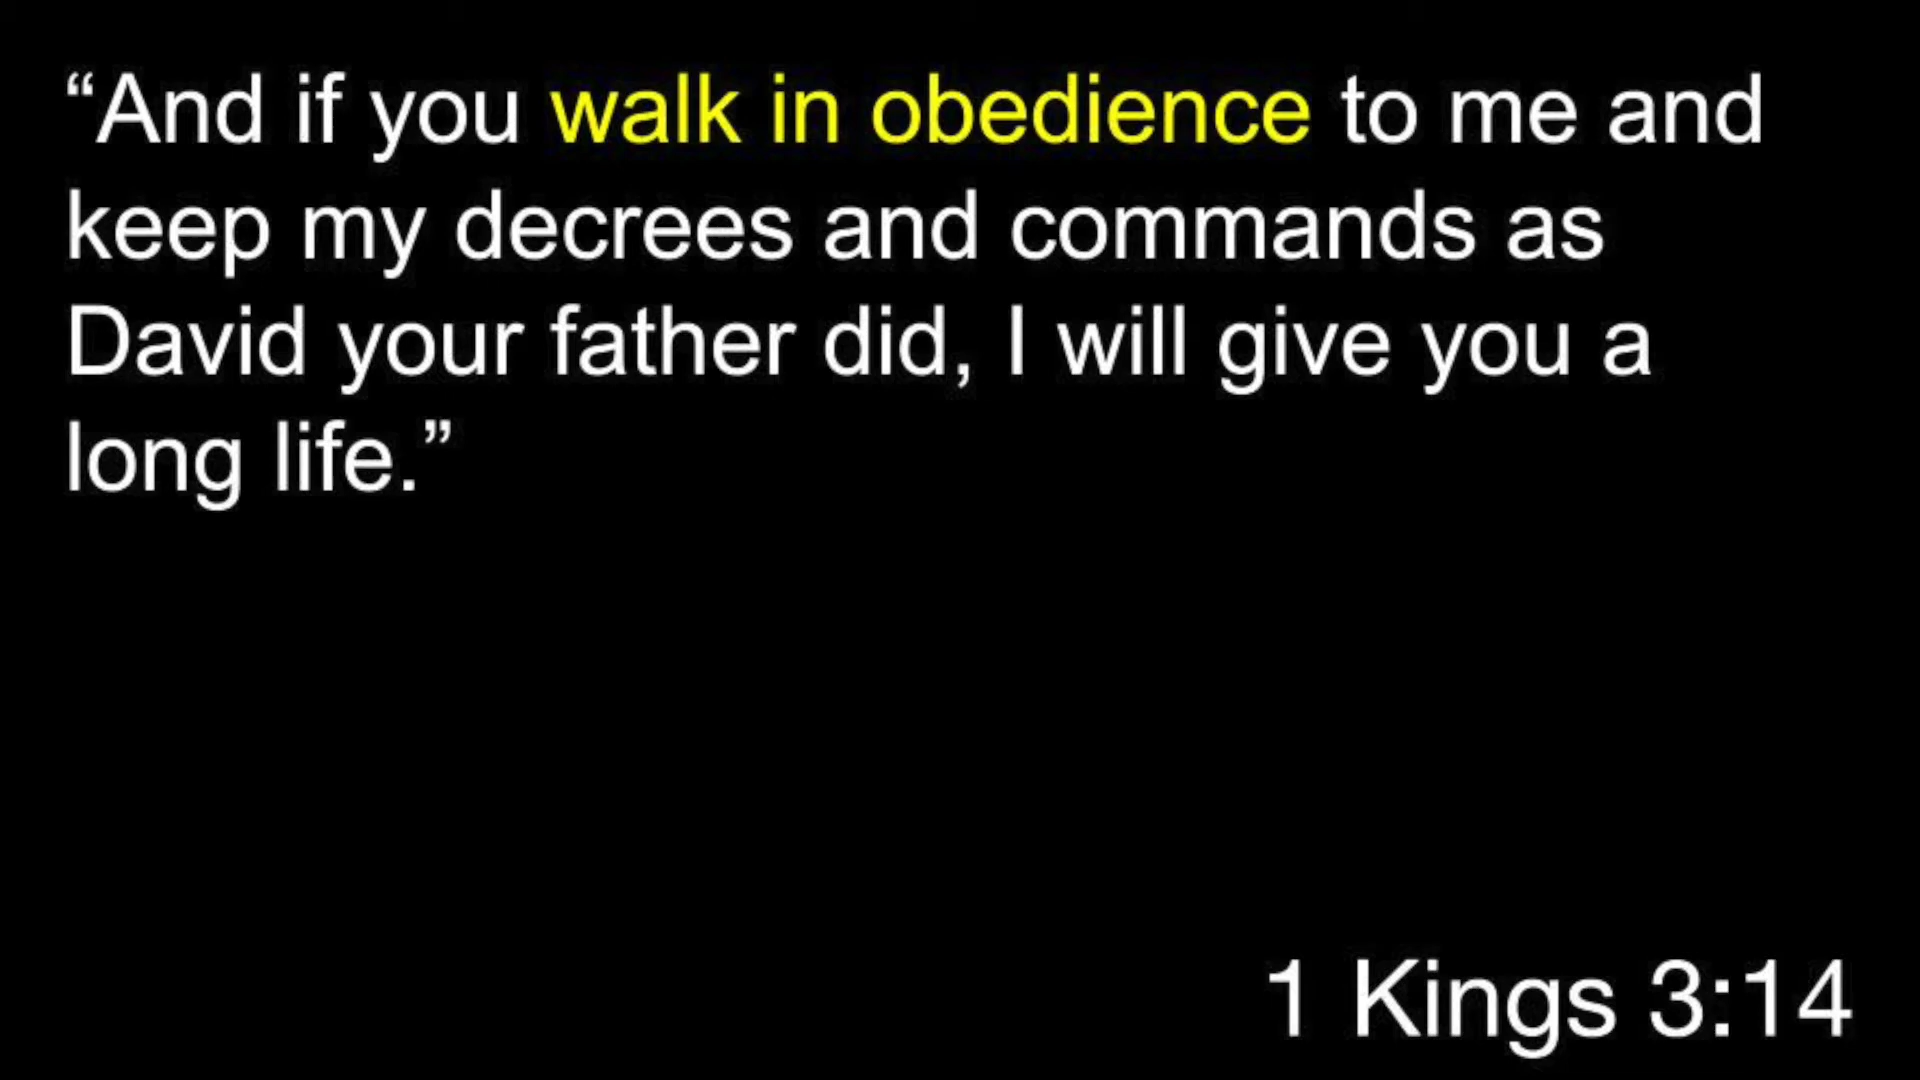 “And if you walk in obedience to me and
keep my decrees and commands as
David your father did, I will give you a
long life.”
1 Kings 3:14